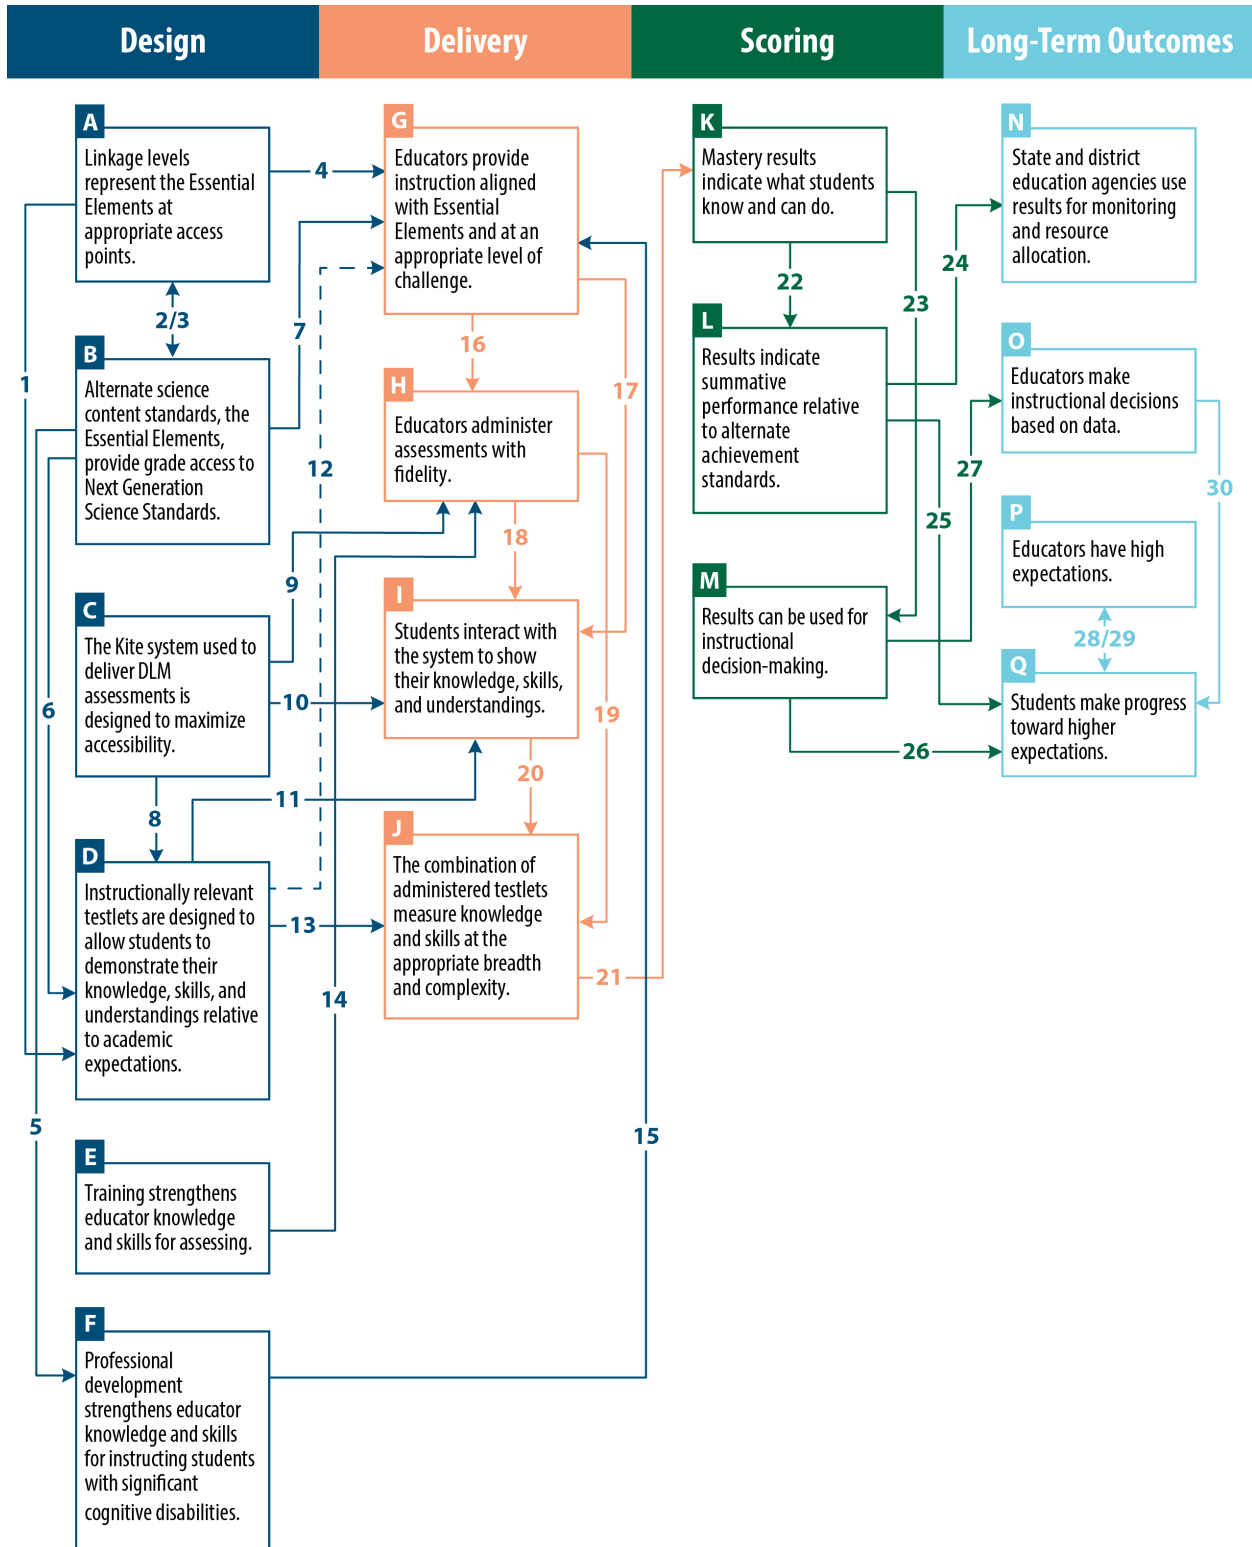 Design
Delivery
Scoring
Long-Term Outcomes
A
Linkage levels
represent the Essential
Elements at
appropriate access
points.
2/3
B
Alternate science
content standards, the
Essential Elements,
provide grade access to
Next Generation
Science Standards.
C
The Kite system used to
deliver DLM
assessments is
designed to maximize
accessibility.
8
D
Instructionally relevant
testlets are designed to
allow students to
demonstrate their
knowledge, skills, and
understandings relative
to academic
expectations.
E
Training strengthens
educator knowledge
and skills for assessing.
F
Professional
development
strengthens educator
knowledge and skills
for instructing students
with significant
cognitive disabilities.
1
6
5
4
7
12
9
10
11
13
14
15
G
Educators provide
instruction aligned
with Essential
Elements and at an
appropriate level of
challenge.
16
17
H
Educators administer
assessments with
fidelity.
18
I
Students interact with
the system to show
their knowledge, skills,
and understandings.
19
20
J
The combination of
administered testlets
measure knowledge
and skills at the
appropriate breadth
and complexity.
21
K
Mastery results
indicate what students
know and can do.
22
23
L
Results indicate
summative
performance relative
to alternate
achievement
standards.
M
Results can be used for
instructional
decision-making.
24
25
27
26
N
State and district
education agencies use
results for monitoring
and resource
allocation.
O
Educators make
instructional decisions
based on data.
30
P
Educators have high
expectations.
28/29
Q
Students make progress
toward higher
expectations.